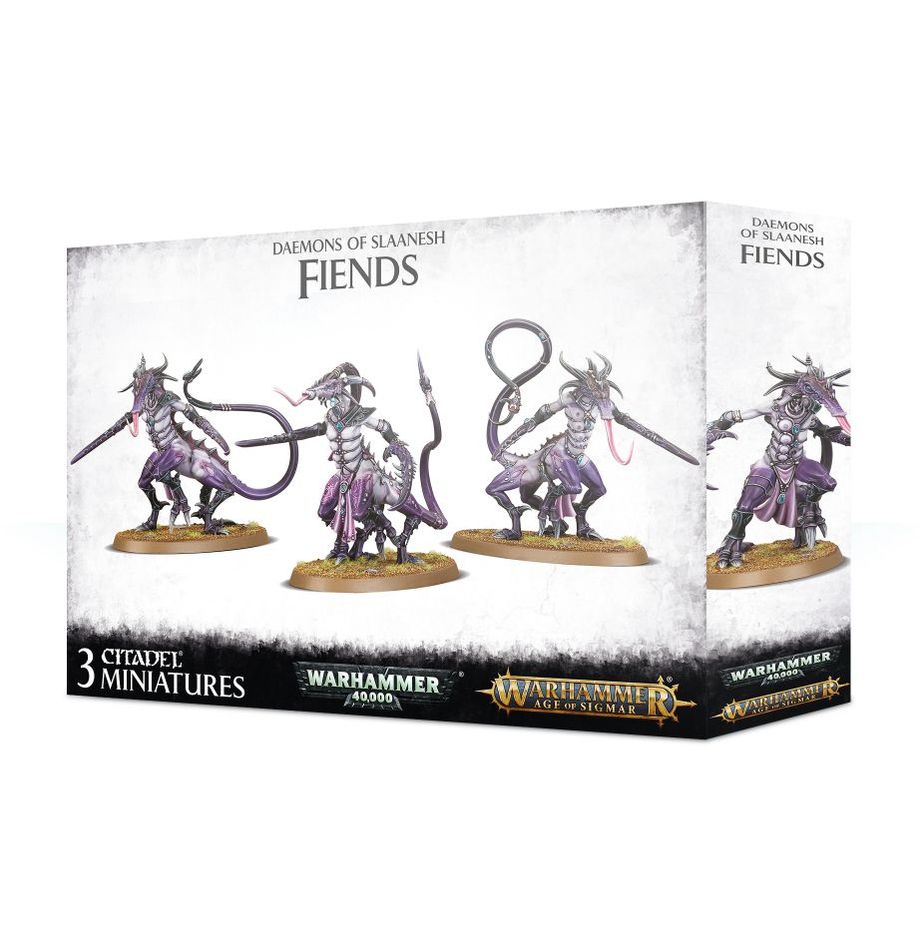 DAEMONS OF SLAANESH
FIENDS
3 CITADEL®
MINIATURES
WARHAMMER ®
40,000
WARHAMMER ®
AGE OF SIGMAR
DAEMONS
OF SLAANESH
FIENDS
WARHAMMER
40,000
WARHAMMER
AGE OF SIGMAR